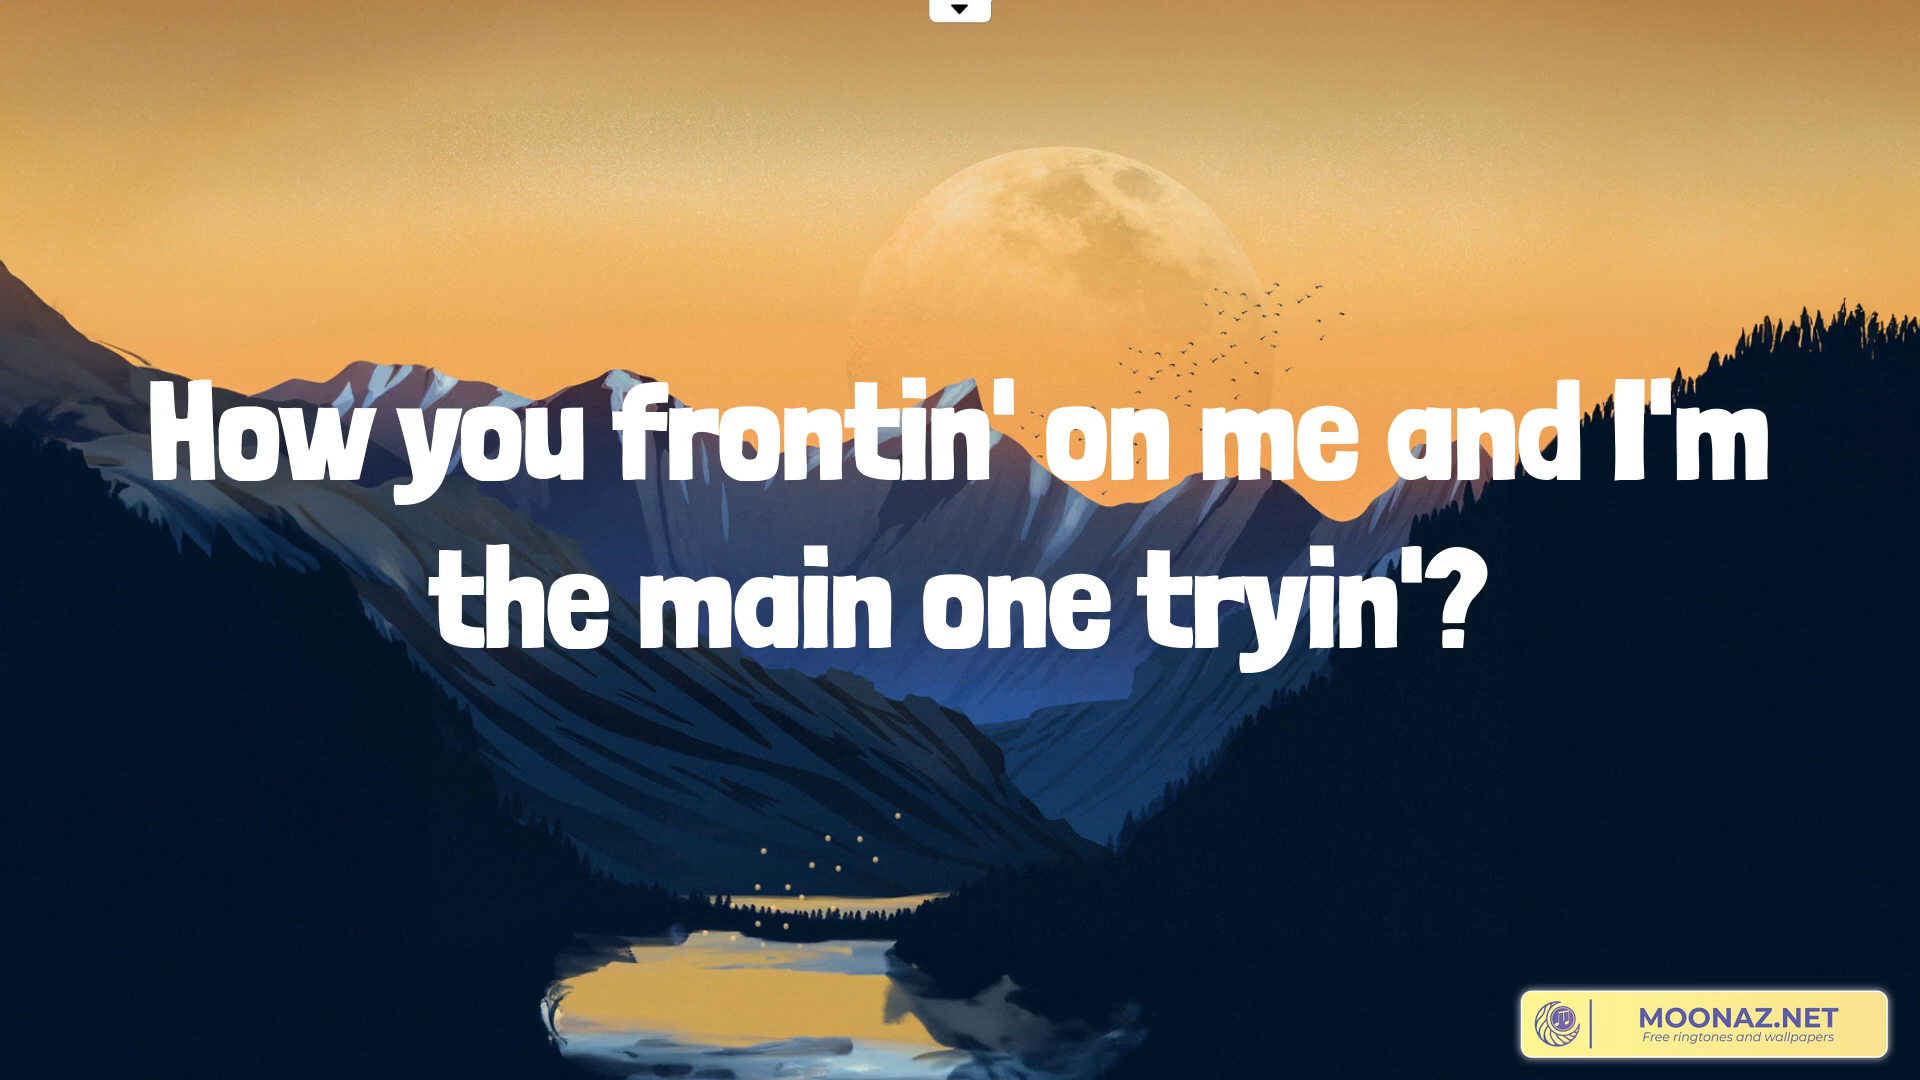 How you frontin' on me and I'm
the main one tryin'?
MOONAZ.NET
Free ringtones and wallpapers